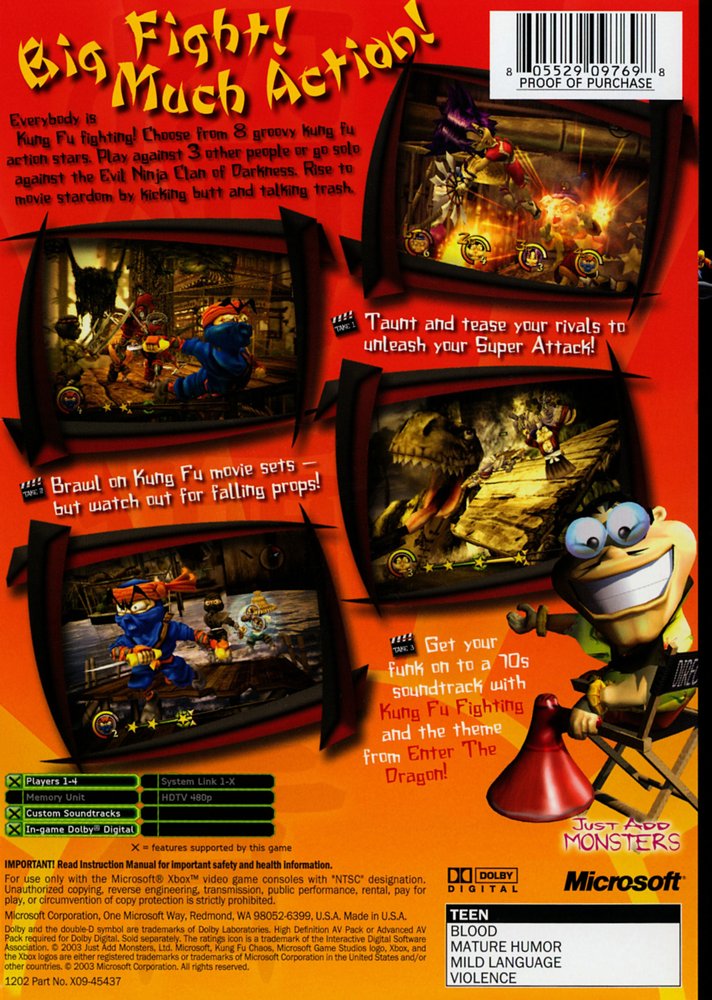 Big Fight!
Much Action!
8 05529 09769 8
PROOF OF PURCHASE
Everybody is
Kung Fu fighting! Choose from 8 groovy kung fu
action stars. Play against 3 other people or go solo
against the Evil Ninja Clan of Darkness. Rise to
movie stardom by kicking butt and talking trash.
TAKE 1
Taunt and tease your rivals to
unleash your Super Attack!
Brawl on Kung Fu movie sets –
but watch out for falling props!
TAKE 3
Get your
funk on to a 70s
soundtrack with
Kung Fu Fighting
and the theme
from Enter The
Dragon!
DIREC
JUST ADD
MONSTERS
Players 1-4
System Link 1-X
Memory Unit
HDTV 480p
Custom Soundtracks
In-game Dolby® Digital
X = features supported by this game
IMPORTANT! Read Instruction Manual for important safety and health information.
For use only with the Microsoft® Xbox™ video game consoles with "NTSC" designation.
Unauthorized copying, reverse engineering, transmission, public performance, rental, pay for
play, or circumvention of copy protection is strictly prohibited.
Microsoft Corporation, One Microsoft Way, Redmond, WA 98052-6399, U.S.A. Made in U.S.A.
Dolby and the double-D symbol are trademarks of Dolby Laboratories. High Definition AV Pack or Advanced AV
Pack required for Dolby Digital. Sold separately. The ratings icon is a trademark of the Interactive Digital Software
Association. © 2003 Just Add Monsters, Ltd. Microsoft, Kung Fu Chaos, Microsoft Game Studios logo, Xbox, and
the Xbox logos are either registered trademarks or trademarks of Microsoft Corporation in the United States and/or
other countries. © 2003 Microsoft Corporation. All rights reserved.
1202 Part No. X09-45437
DOLBY
DIGITAL
Microsoft
TEEN
BLOOD
MATURE HUMOR
MILD LANGUAGE
VIOLENCE